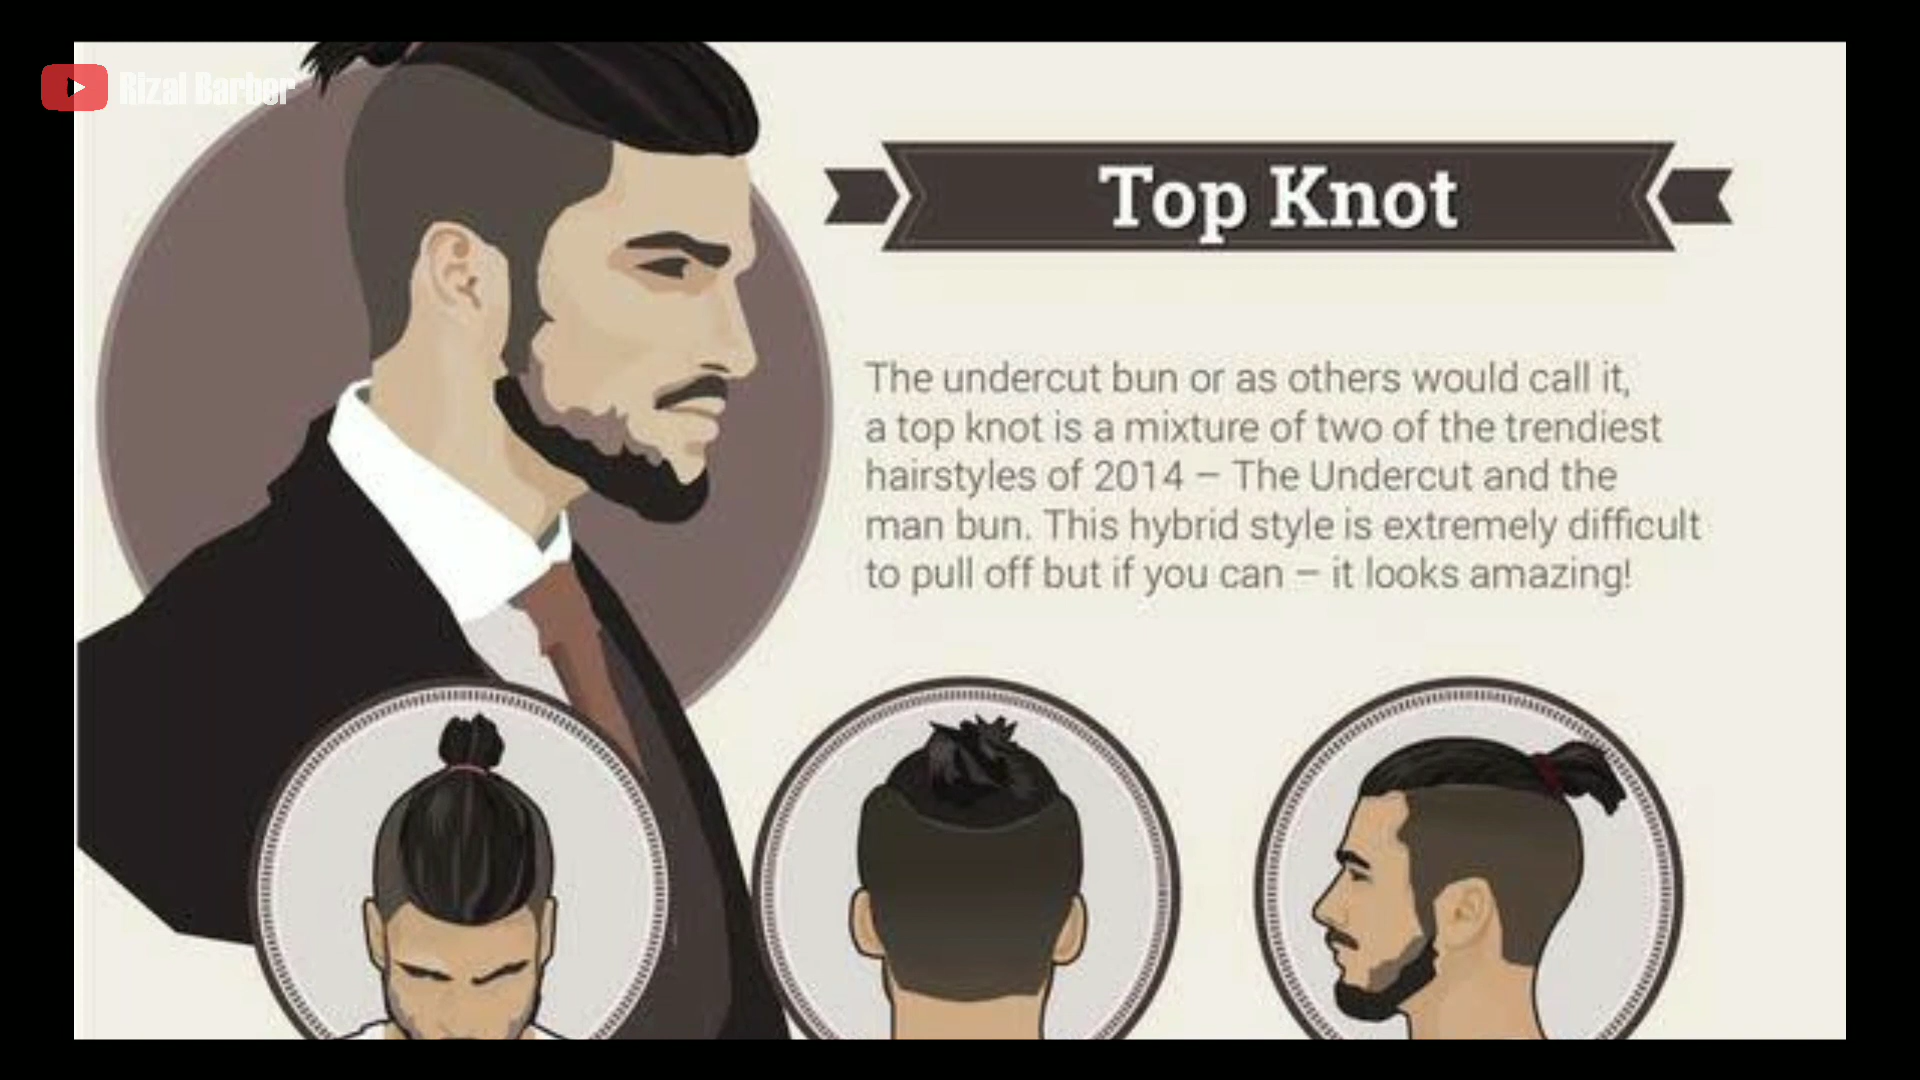 Rizal Barber
Top Knot
The undercut bun or as others would call it,
a top knot is a mixture of two of the trendiest
hairstyles of 2014 – The Undercut and the
man bun. This hybrid style is extremely difficult
to pull off but if you can – it looks amazing!